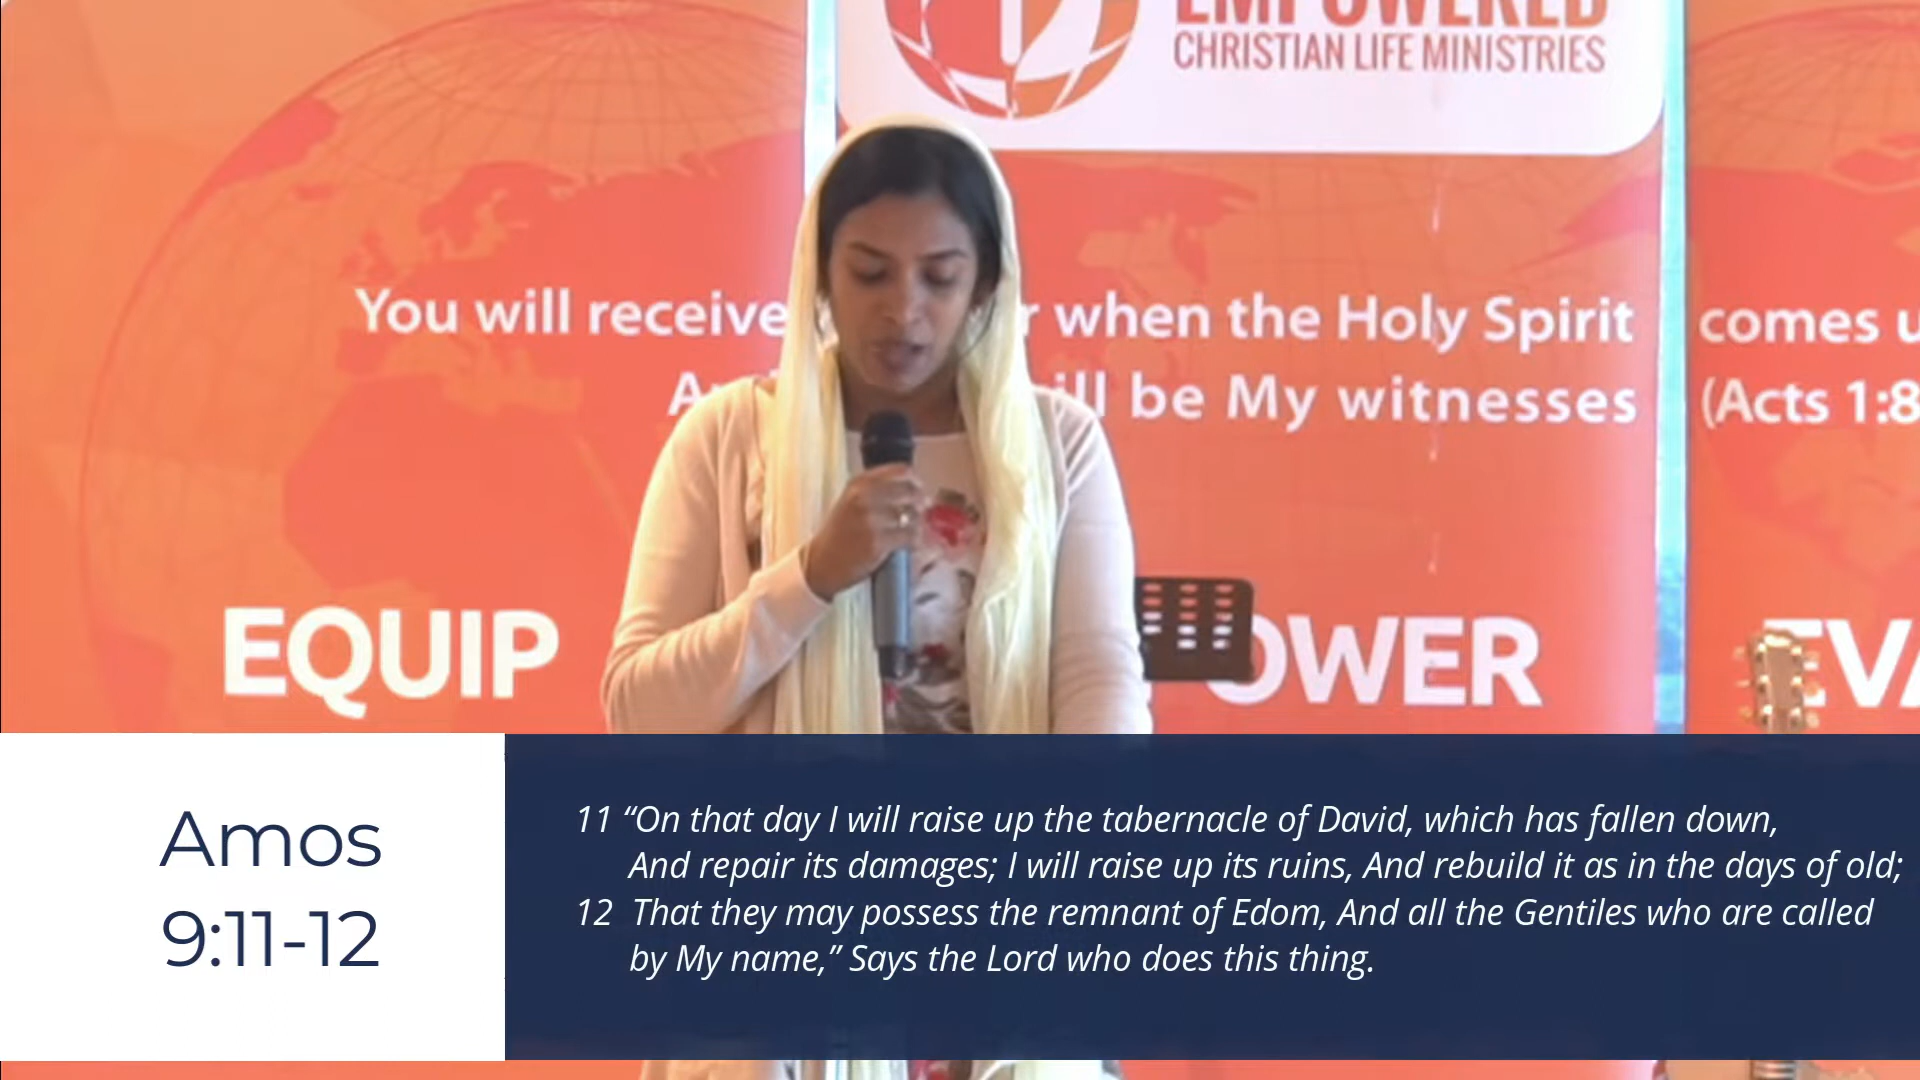 EMPOWERED
CHRISTIAN LIFE MINISTRIES
You will receive when the Holy Spirit comes
ill be My witnesses (Acts 1:8
EQUIP OWER EVA
Amos
9:11-12
11 “On that day I will raise up the tabernacle of David, which has fallen down,
And repair its damages; I will raise up its ruins, And rebuild it as in the days of old;
12 That they may possess the remnant of Edom, And all the Gentiles who are called
by My name,” Says the Lord who does this thing.